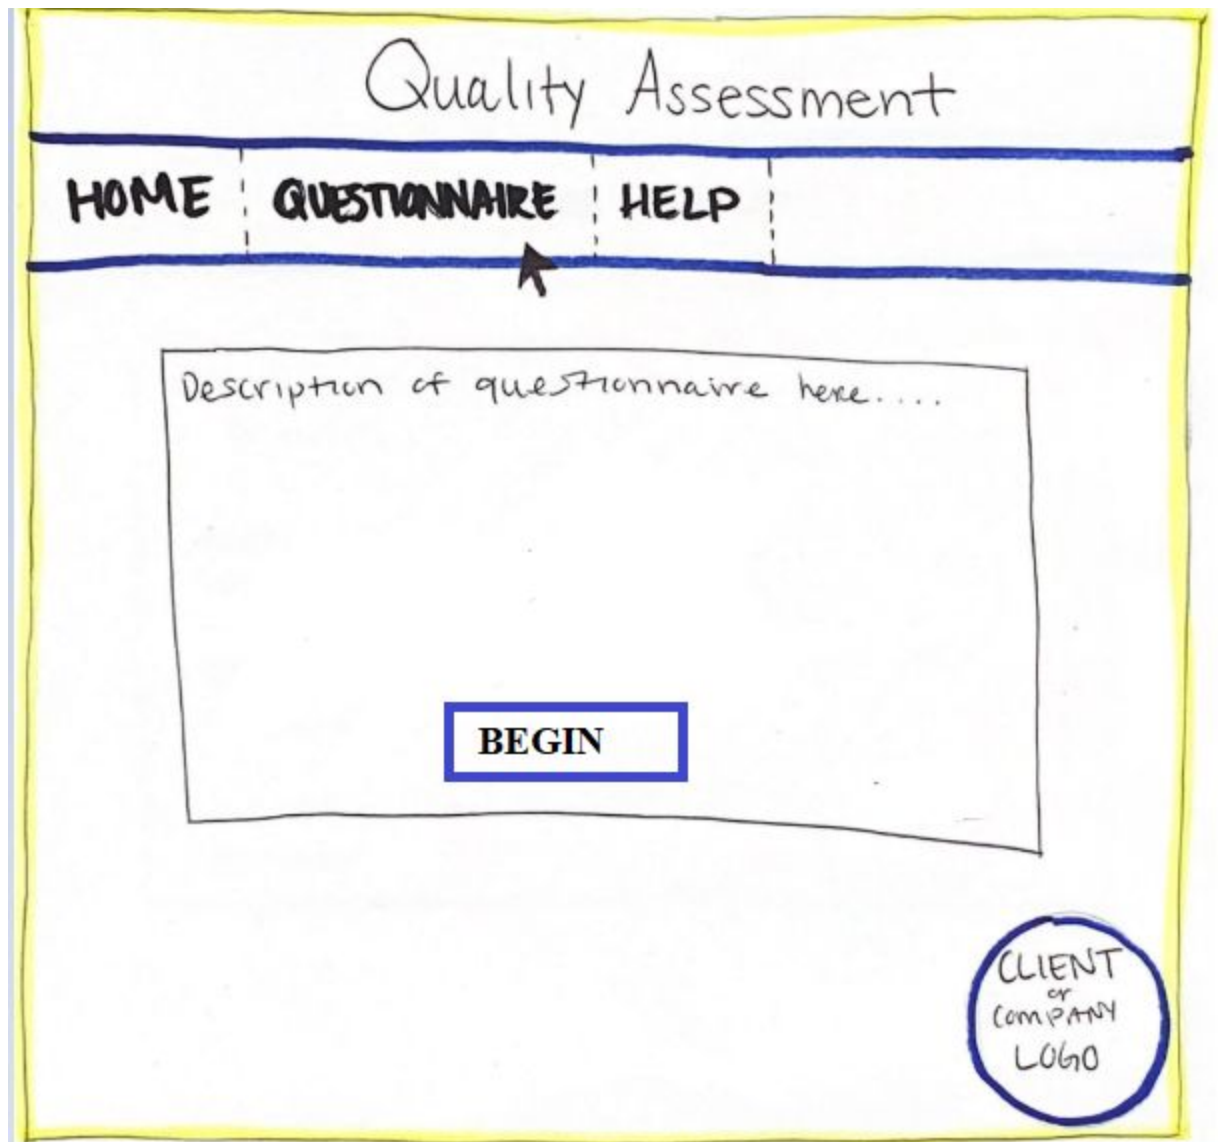 Quality Assessment
HOME QUESTIONNAIRE HELP
Description of questionnaire here....
BEGIN
CLIENT
or
COMPANY
LOGO